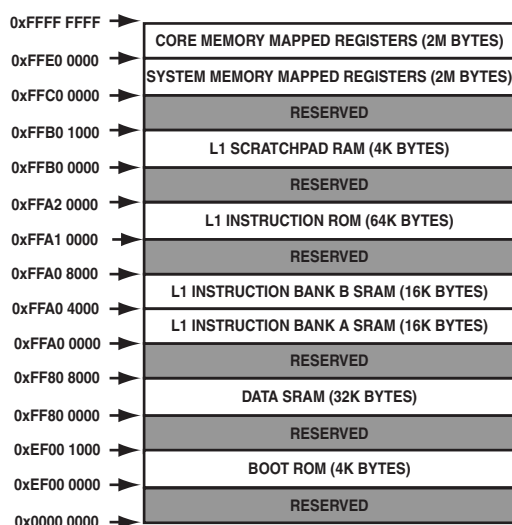 0xFFFF FFFF
CORE MEMORY MAPPED REGISTERS (2M BYTES)
0xFFE0 0000
SYSTEM MEMORY MAPPED REGISTERS (2M BYTES)
0xFFC0 0000
RESERVED
0xFFB0 1000
L1 SCRATCHPAD RAM (4K BYTES)
0xFFB0 0000
RESERVED
0xFFA2 0000
L1 INSTRUCTION ROM (64K BYTES)
0xFFA1 0000
RESERVED
0xFFA0 8000
L1 INSTRUCTION BANK B SRAM (16K BYTES)
0xFFA0 4000
L1 INSTRUCTION BANK A SRAM (16K BYTES)
0xFFA0 0000
RESERVED
0xFF80 8000
DATA SRAM (32K BYTES)
0xFF80 0000
RESERVED
0xEF00 1000
BOOT ROM (4K BYTES)
0xEF00 0000
RESERVED
0x0000 0000